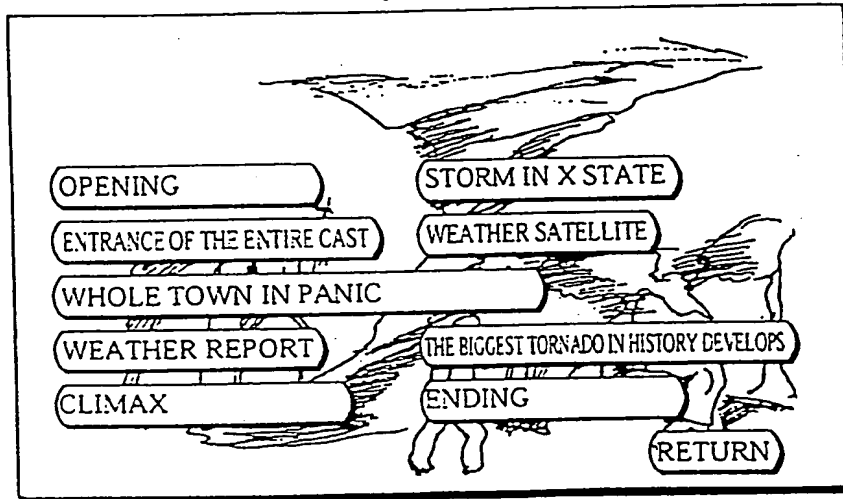 OPENING
STORM IN X STATE
ENTRANCE OF THE ENTIRE CAST
WEATHER SATELLITE
WHOLE TOWN IN PANIC
WEATHER REPORT
THE BIGGEST TORNADO IN HISTORY DEVELOPS
CLIMAX
ENDING
RETURN